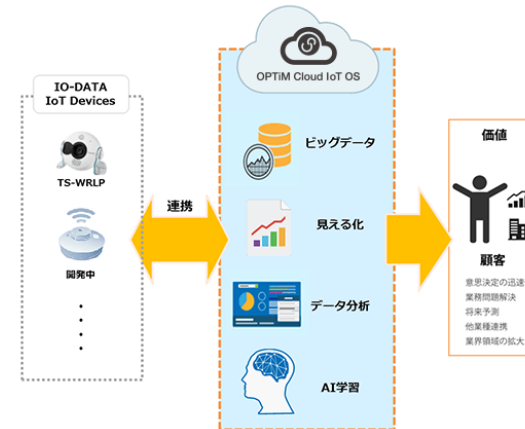 IO-DATA
IoT Devices
TS-WRLP
開発中
連携
OPTiM Cloud IoT OS
ビッグデータ
見える化
データ分析
AI学習
価値
顧客
意思決定の迅速
業務問題解決
将来予測
他業種連携
業界領域の拡大